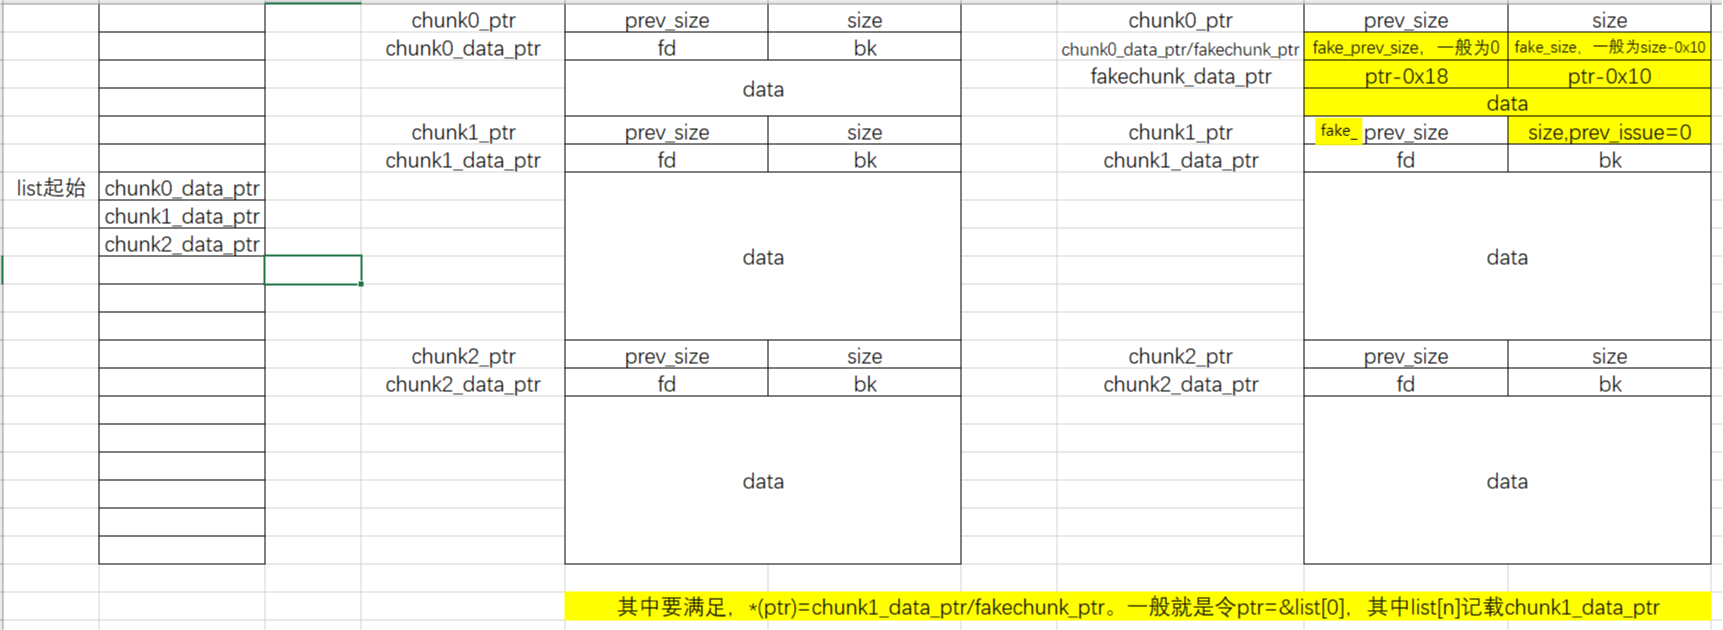 chunk0_ptr prev_size size chunk0_ptr prev_size size
chunk0_data_ptr fd bk chunk0_data_ptr/fakechunk_ptr fake_prev_size，一般为0 fake_size，一般为size-0x10
fakechunk_data_ptr ptr-0x18 ptr-0x10
data data
chunk1_ptr prev_size size chunk1_ptr fake_ prev_size size,prev_issue=0
chunk1_data_ptr fd bk chunk1_data_ptr fd bk
list起始 chunk0_data_ptr
chunk1_data_ptr
chunk2_data_ptr
data data
chunk2_ptr prev_size size chunk2_ptr prev_size size
chunk2_data_ptr fd bk chunk2_data_ptr fd bk
data data
其中要满足，*(ptr)=chunk1_data_ptr/fakechunk_ptr。一般就是令ptr=&list[0]，其中list[n]记载chunk1_data_ptr